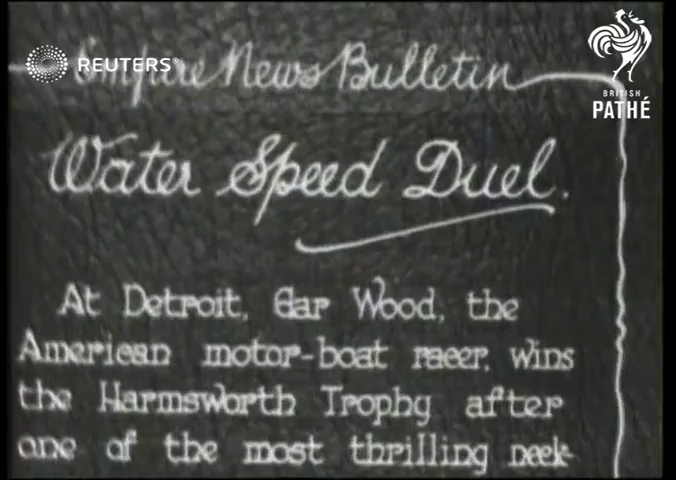 REUTERS
BRITISH
PATHÉ
Empire News Bulletin
Water Speed Duel.
At Detroit, Gar Wood, the
American motor-boat racer, wins
the Harmsworth Trophy after
one of the most thrilling neck-